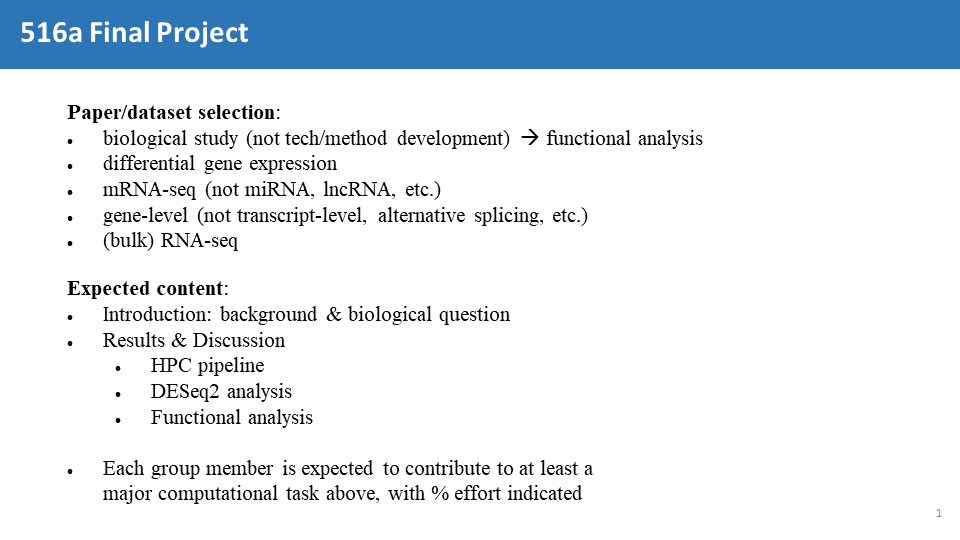 516a Final Project
Paper/dataset selection:
• biological study (not tech/method development) → functional analysis
• differential gene expression
• mRNA-seq (not miRNA, lncRNA, etc.)
• gene-level (not transcript-level, alternative splicing, etc.)
• (bulk) RNA-seq
Expected content:
• Introduction: background & biological question
• Results & Discussion
• HPC pipeline
• DESeq2 analysis
• Functional analysis
• Each group member is expected to contribute to at least a
major computational task above, with % effort indicated
1